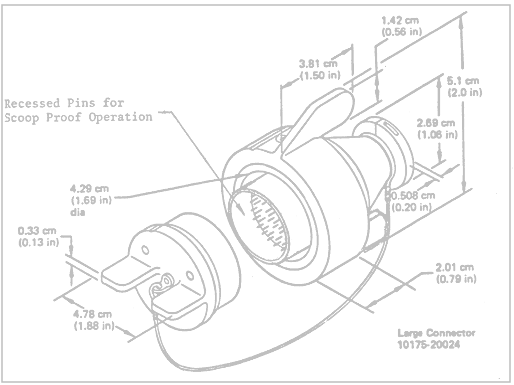 1.42 cm
(0.56 in)
3.81 cm
(1.50 in)
5.1 cm
(2.0 in)
Recessed Pins for
Scoop Proof Operation
2.69 cm
(1.06 in)
4.29 cm
(1.69 in)
dia
0.508 cm
(0.20 in)
0.33 cm
(0.13 in)
2.01 cm
(0.79 in)
4.78 cm
(1.88 in)
Large Connector
10175-20024